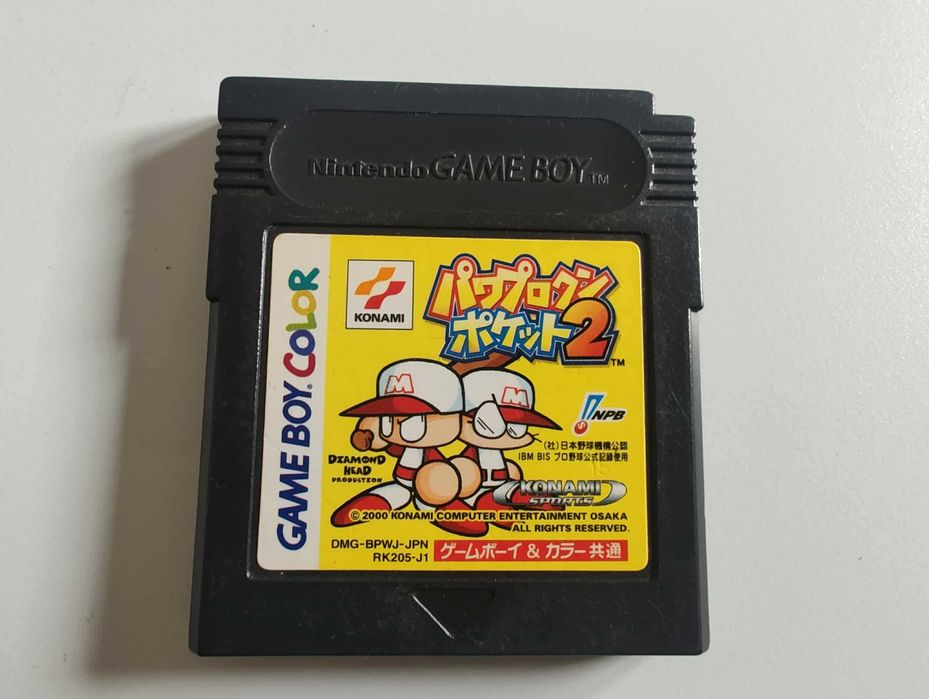 Nintendo GAME BOY TM
GAME BOY COLOR
KONAMI
パワプロクン
ポケット2 TM
M
M
NPB
(社)日本野球機構公認
IBM BIS プロ野球公式記録使用
DIAMOND
HEAD
PRODUCTION
15
KONAMI
SPORTS
© 2000 KONAMI COMPUTER ENTERTAINMENT OSAKA
ALL RIGHTS RESERVED.
DMG-BPWJ-JPN
RK205-J1
ゲームボーイ & カラー共通